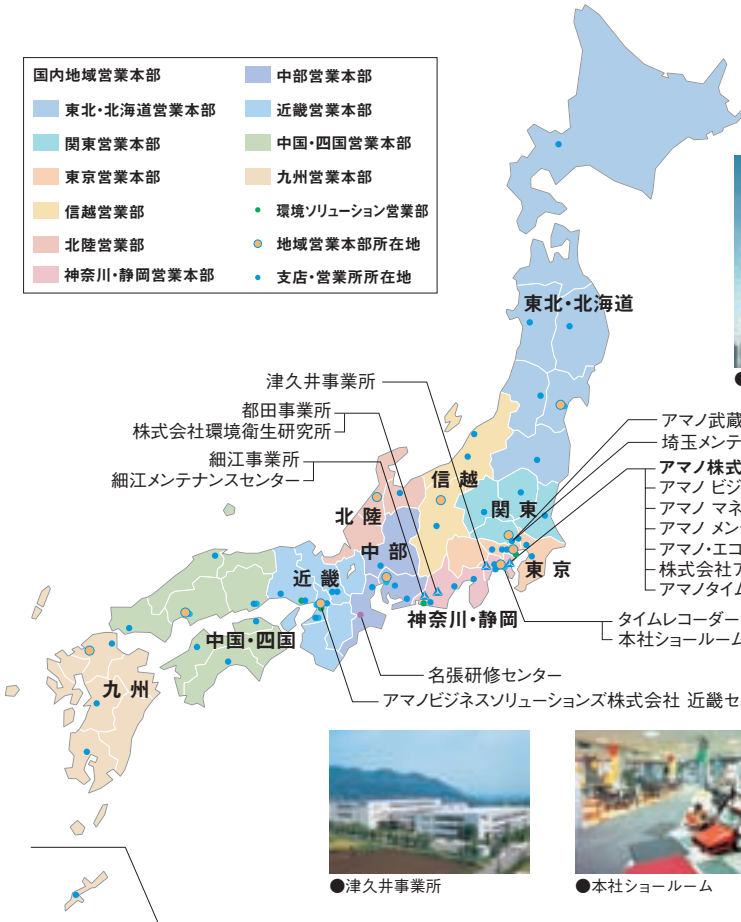 国内地域営業本部
東北・北海道営業本部
関東営業本部
東京営業本部
信越営業部
北陸営業部
神奈川・静岡営業本部
中部営業本部
近畿営業本部
中国・四国営業本部
九州営業本部
環境ソリューション営業部
地域営業本部所在地
支店・営業所所在地
東北・北海道
津久井事業所
都田事業所
株式会社環境衛生研究所
細江事業所
細江メンテナンスセンター
信越
北陸
関東
中部
近畿
東京
神奈川・静岡
中国・四国
九州
アマノ武蔵
埼玉メンテ
アマノ株式
アマノ ビジ
アマノ マネ
アマノ メンテ
アマノ・エコ
株式会社ア
アマノタイム
タイムレコーダー
本社ショールーム
名張研修センター
アマノビジネスソリューションズ株式会社 近畿セ
●
●津久井事業所
●本社ショールーム